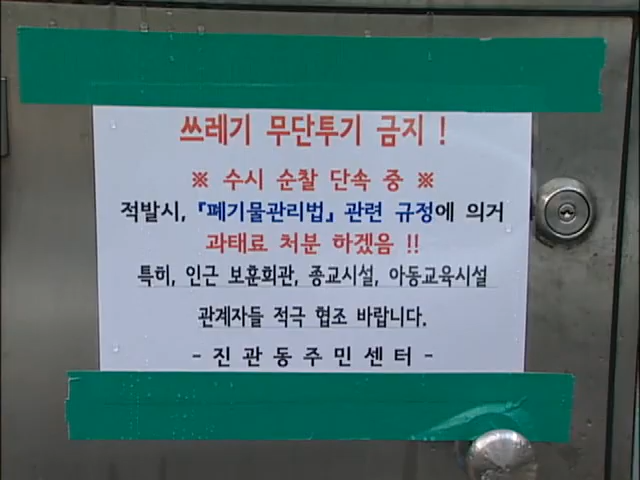 쓰레기 무단투기 금지 !
※ 수시 순찰 단속 중 ※
적발시, 『폐기물관리법』 관련 규정에 의거
과태료 처분 하겠음 !!
특히, 인근 보훈회관, 종교시설, 아동교육시설
관계자들 적극 협조 바랍니다.
- 진 관 동 주 민 센 터 -